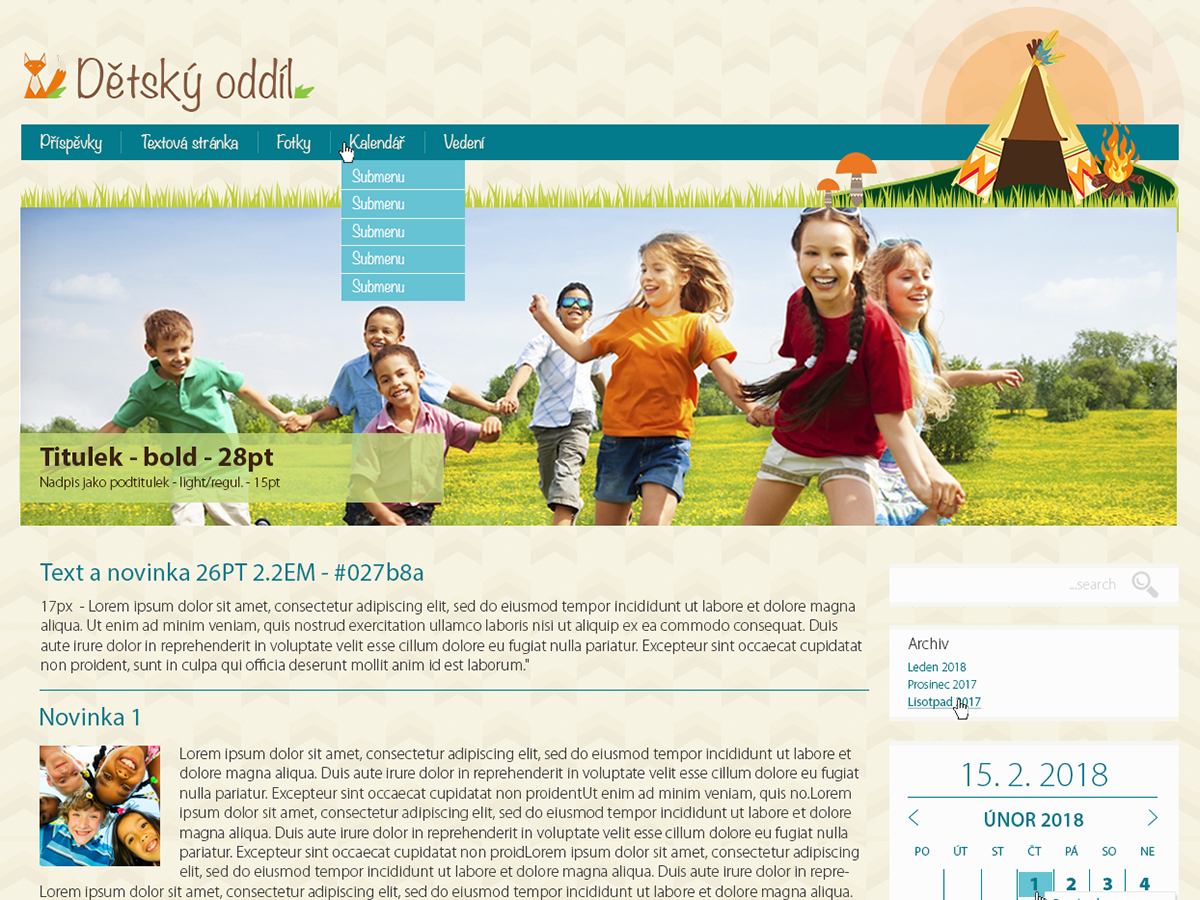 Dětský oddíl
Příspěvky Textová stránka Fotky Kalendář Vedení
Submenu
Submenu
Submenu
Submenu
Submenu
Titulek - bold - 28pt
Nadpis jako podtitulek - light/regul. - 15pt
Text a novinka 26PT 2.2EM - #027b8a
17px - Lorem ipsum dolor sit amet, consectetur adipiscing elit, sed do eiusmod tempor incididunt ut labore et dolore magna
aliqua. Ut enim ad minim veniam, quis nostrud exercitation ullamco laboris nisi ut aliquip ex ea commodo consequat. Duis
aute irure dolor in reprehenderit in voluptate velit esse cillum dolore eu fugiat nulla pariatur. Excepteur sint occaecat cupidatat
non proident, sunt in culpa qui officia deserunt mollit anim id est laborum."
Novinka 1
Lorem ipsum dolor sit amet, consectetur adipiscing elit, sed do eiusmod tempor incididunt ut labore et
dolore magna aliqua. Duis aute irure dolor in reprehenderit in voluptate velit esse cillum dolore eu fugiat
nulla pariatur. Excepteur sint occaecat cupidatat non proidentUt enim ad minim veniam, quis no.Lorem
ipsum dolor sit amet, consectetur adipiscing elit, sed do eiusmod tempor incididunt ut labore et dolore
magna aliqua. Duis aute irure dolor in reprehenderit in voluptate velit esse cillum dolore eu fugiat nulla
pariatur. Excepteur sint occaecat cupidatat non proidLorem ipsum dolor sit amet, consectetur adipiscing
elit, sed do eiusmod tempor incididunt ut labore et dolore magna aliqua. Duis aute irure dolor in repre-
Lorem ipsum dolor sit amet, consectetur adipiscing elit, sed do eiusmod tempor incididunt ut labore et dolore magna aliqua.
...search
Archiv
Leden 2018
Prosinec 2017
Lisotpad 2017
15. 2. 2018
ÚNOR 2018
PO ÚT ST ČT PÁ SO NE
1 2 3 4